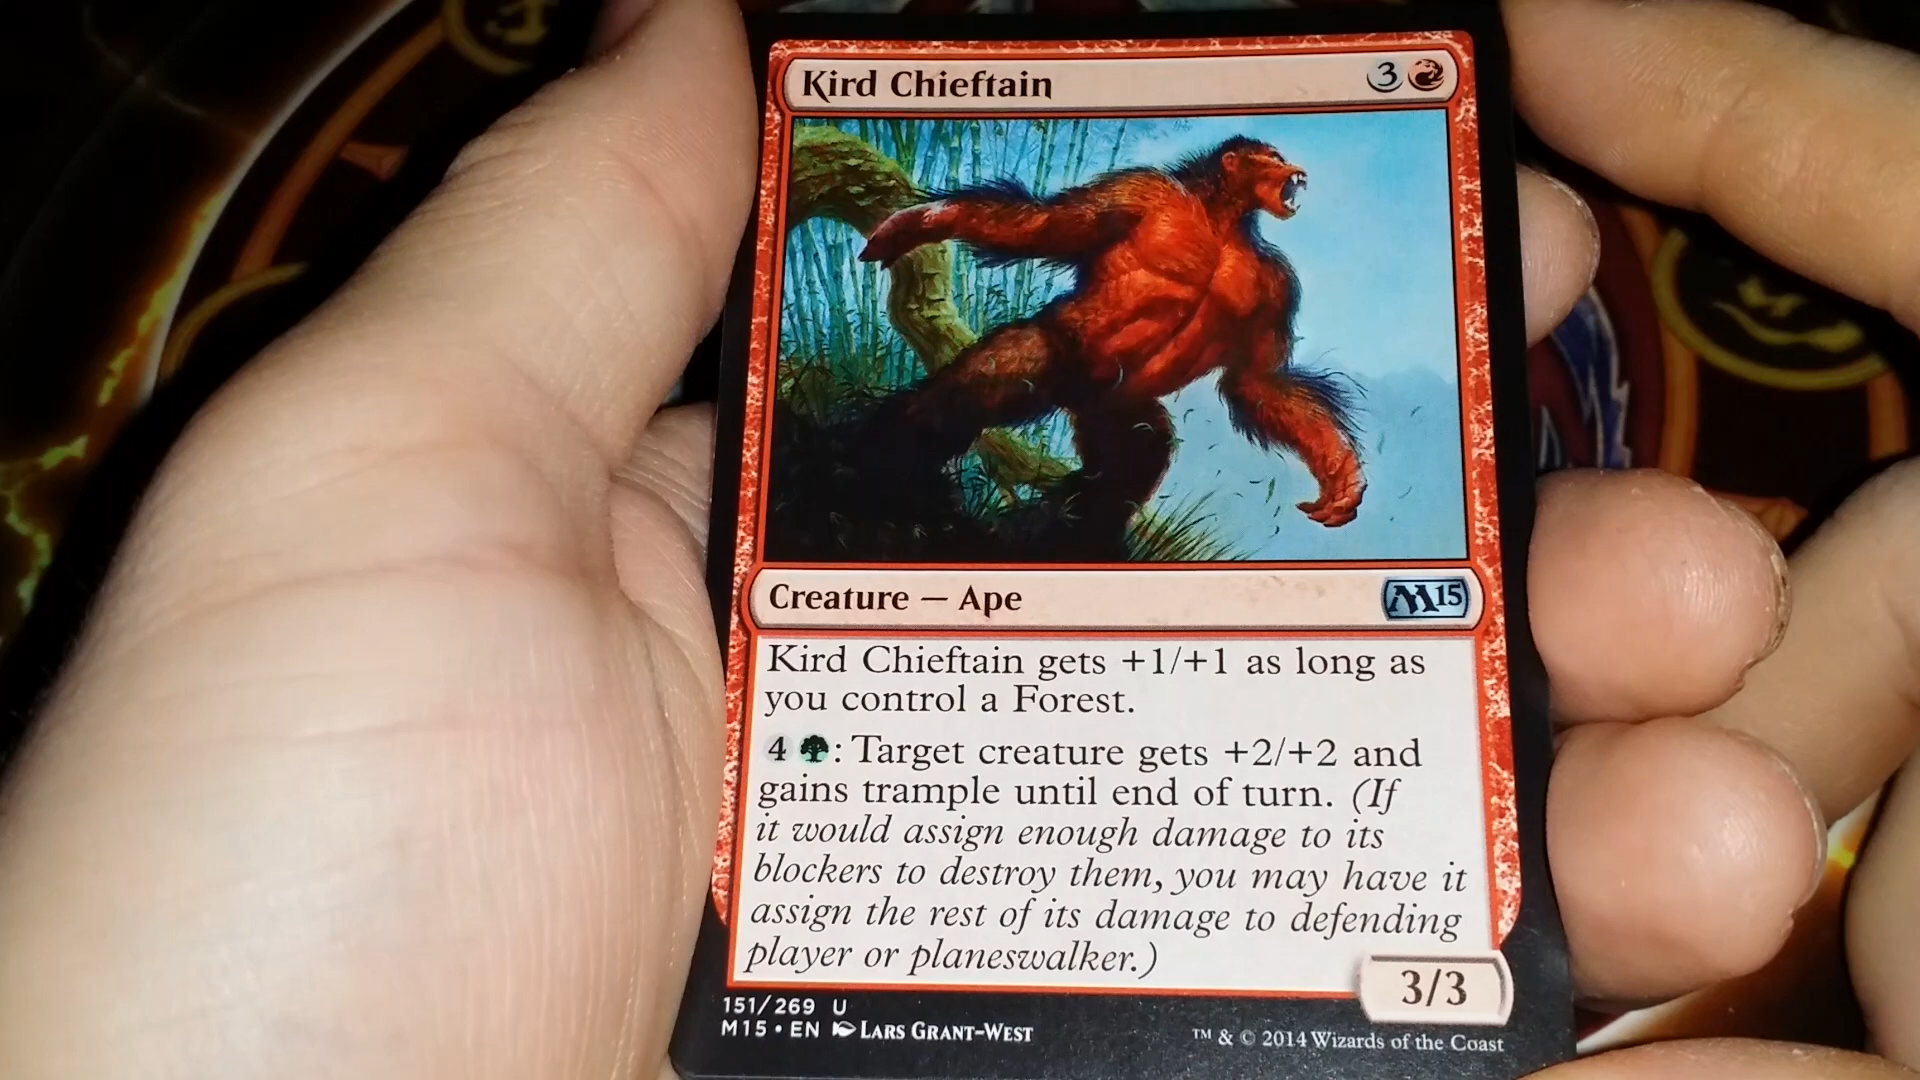 Kird Chieftain 3
Creature — Ape M15
Kird Chieftain gets +1/+1 as long as
you control a Forest.
4 : Target creature gets +2/+2 and
gains trample until end of turn. (If
it would assign enough damage to its
blockers to destroy them, you may have it
assign the rest of its damage to defending
player or planeswalker.)
3/3
151/269 U
M15 • EN Lars Grant-West
™ & © 2014 Wizards of the Coast